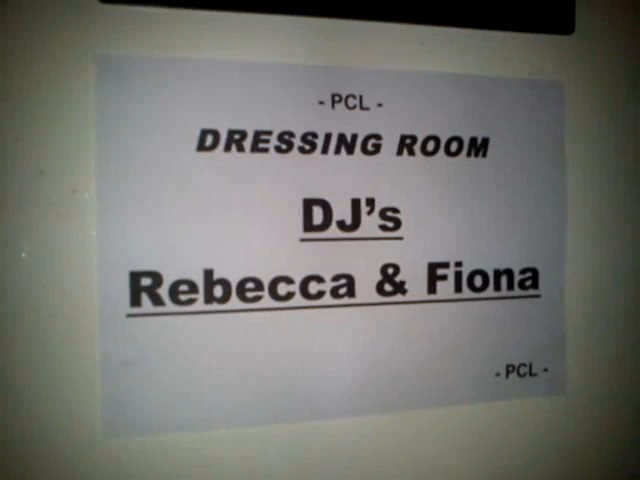 - PCL -
DRESSING ROOM
DJ's
Rebecca & Fiona
- PCL -